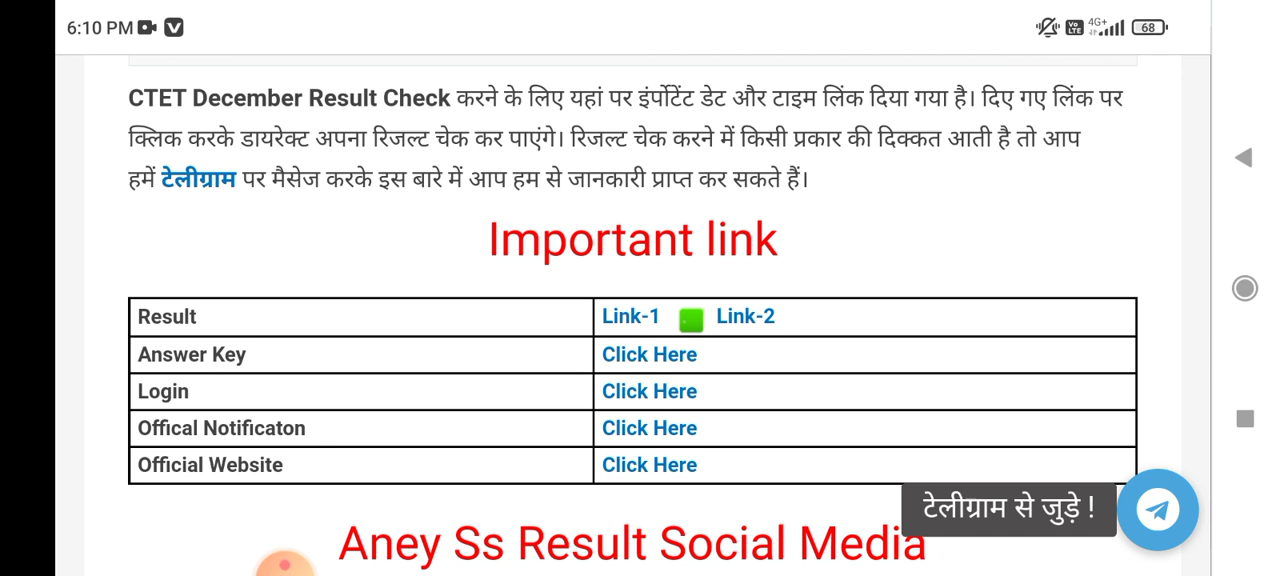 6:10 PM
4G+
Vo
LTE
68
CTET December Result Check करने के लिए यहां पर इंपोर्टेंट डेट और टाइम लिंक दिया गया है। दिए गए लिंक पर
क्लिक करके डायरेक्ट अपना रिजल्ट चेक कर पाएंगे। रिजल्ट चेक करने में किसी प्रकार की दिक्कत आती है तो आप
हमें टेलीग्राम पर मैसेज करके इस बारे में आप हम से जानकारी प्राप्त कर सकते हैं।
Important link
Result Link-1 Link-2
Answer Key Click Here
Login Click Here
Offical Notificaton Click Here
Official Website Click Here
टेलीग्राम से जुड़े !
Aney Ss Result Social Media